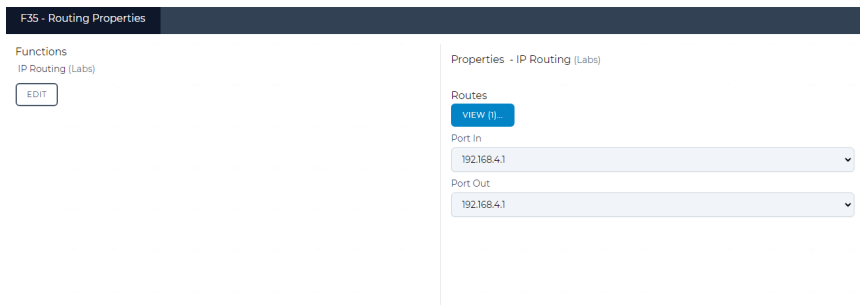 F35 - Routing Properties
Functions
IP Routing (Labs)
EDIT
Properties - IP Routing (Labs)
Routes
VIEW (1)...
Port In
192.168.4.1
Port Out
192.168.4.1